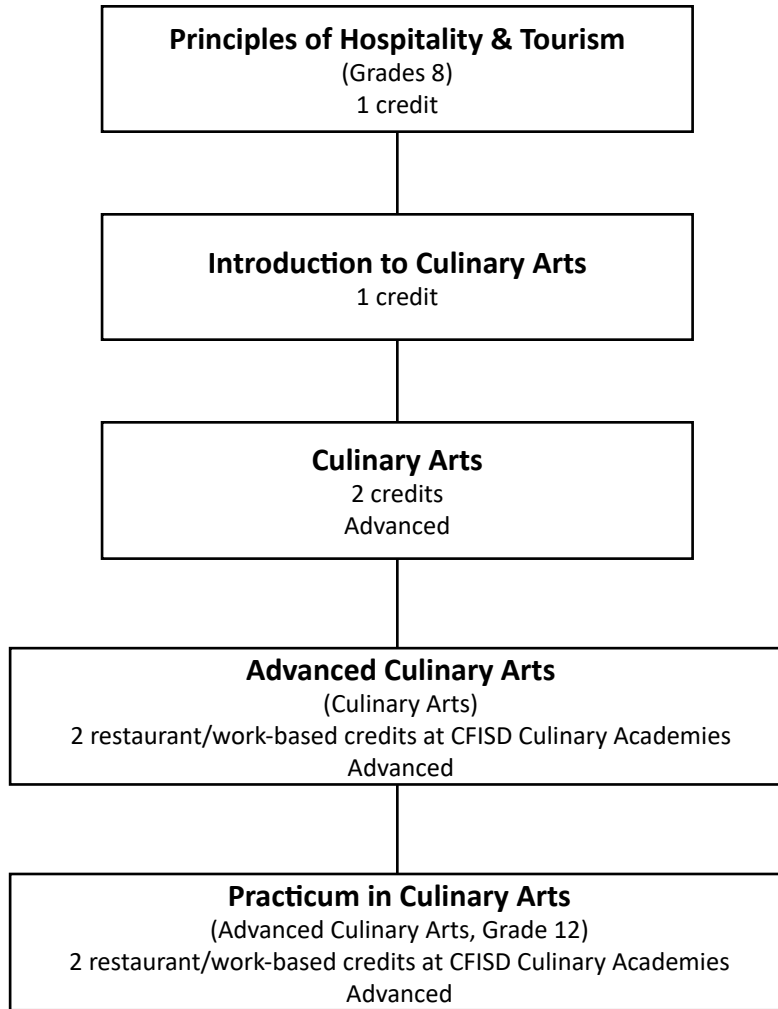 Principles of Hospitality & Tourism
(Grades 8)
1 credit
Introduction to Culinary Arts
1 credit
Culinary Arts
2 credits
Advanced
Advanced Culinary Arts
(Culinary Arts)
2 restaurant/work-based credits at CFISD Culinary Academies
Advanced
Practicum in Culinary Arts
(Advanced Culinary Arts, Grade 12)
2 restaurant/work-based credits at CFISD Culinary Academies
Advanced